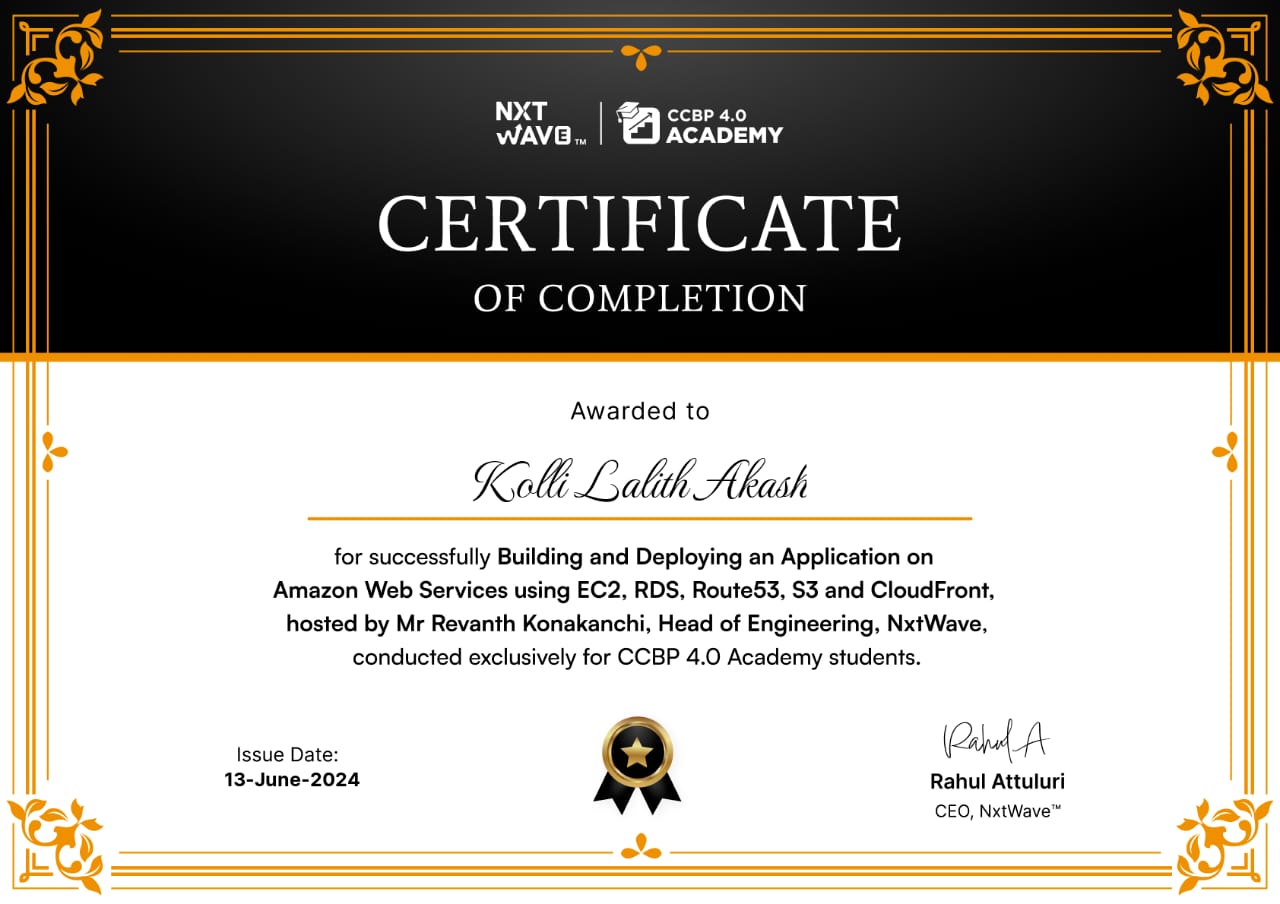 NXT
WAVE™
CCBP 4.0
ACADEMY
CERTIFICATE
OF COMPLETION
Awarded to
Kolli Lalith Akash
for successfully Building and Deploying an Application on
Amazon Web Services using EC2, RDS, Route53, S3 and CloudFront,
hosted by Mr Revanth Konakanchi, Head of Engineering, NxtWave,
conducted exclusively for CCBP 4.0 Academy students.
Issue Date:
13-June-2024
Rahul A
Rahul Attuluri
CEO, NxtWave™